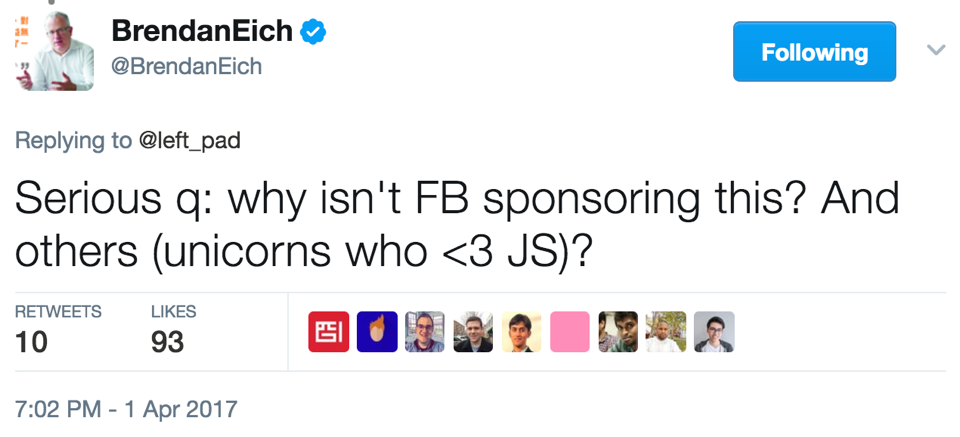 BrendanEich
@BrendanEich
Following
Replying to @left_pad
Serious q: why isn't FB sponsoring this? And
others (unicorns who <3 JS)?
RETWEETS LIKES
10 93
7:02 PM - 1 Apr 2017